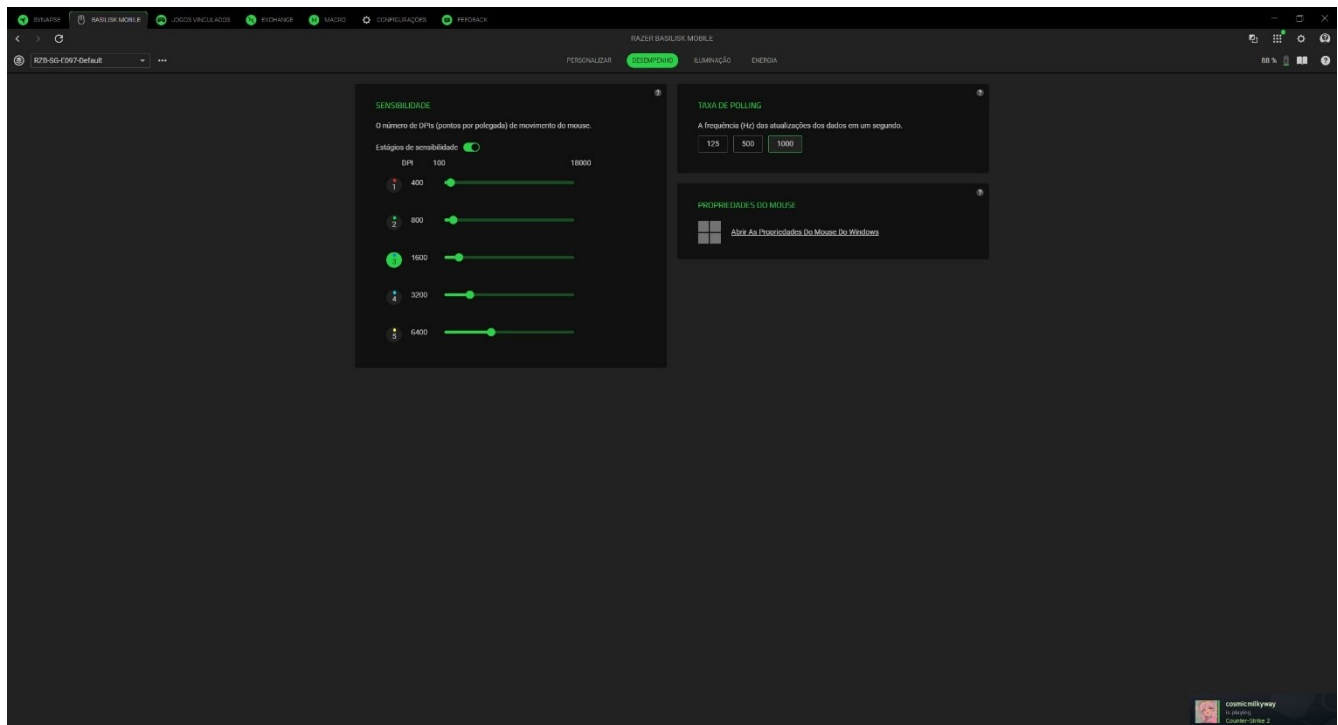 SYNAPSE
BASILISK MOBILE
JOGOS VINCULADOS
EXCHANGE
MACRO
CONFIGURAÇÕES
FEEDBACK
RAZER BASILISK MOBILE
RZB-SG-E097-Default
PERSONALIZAR
DESEMPENHO
ILUMINAÇÃO
ENERGIA
88 %
SENSIBILIDADE
O número de DPIs (pontos por polegada) de movimento do mouse.
Estágios de sensibilidade
DPI 100 18000
1 400
2 800
3 1600
4 3200
5 6400
TAXA DE POLLING
A frequência (Hz) das atualizações dos dados em um segundo.
125 500 1000
PROPRIEDADES DO MOUSE
Abrir As Propriedades Do Mouse Do Windows
cosmicmilkyway
is playing
Counter-Strike 2